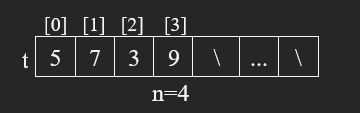 [0] [1] [2] [3]
t 5 7 3 9 \ ... \
n=4